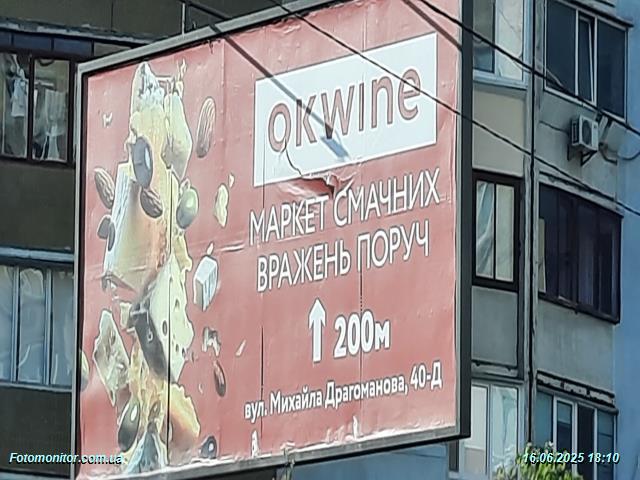 OKWINE
МАРКЕТ СМАЧНИХ
ВРАЖЕНЬ ПОРУЧ
↑ 200м
вул. Михайла Драгоманова, 40-Д
Fotomonitor.com.ua
16.06.2025 18:10